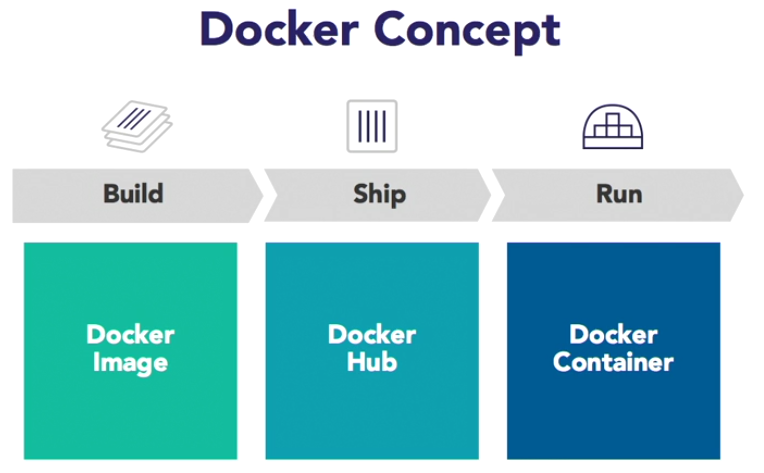 Docker Concept
Build
Ship
Run
Docker
Image
Docker
Hub
Docker
Container